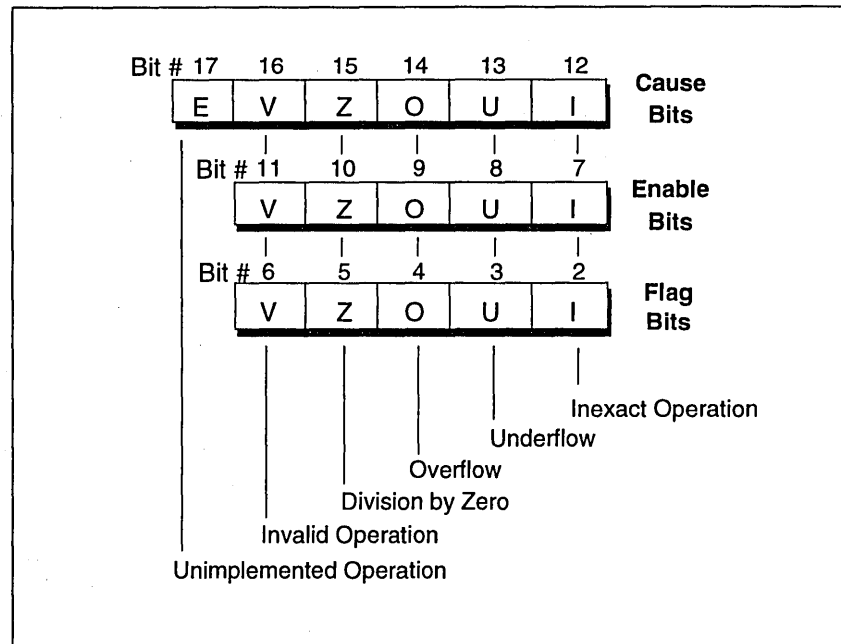 Bit # 17 16 15 14 13 12
E V Z O U I
Cause
Bits
Bit # 11 10 9 8 7
V Z O U I
Enable
Bits
Bit # 6 5 4 3 2
V Z O U I
Flag
Bits
Inexact Operation
Underflow
Overflow
Division by Zero
Invalid Operation
Unimplemented Operation